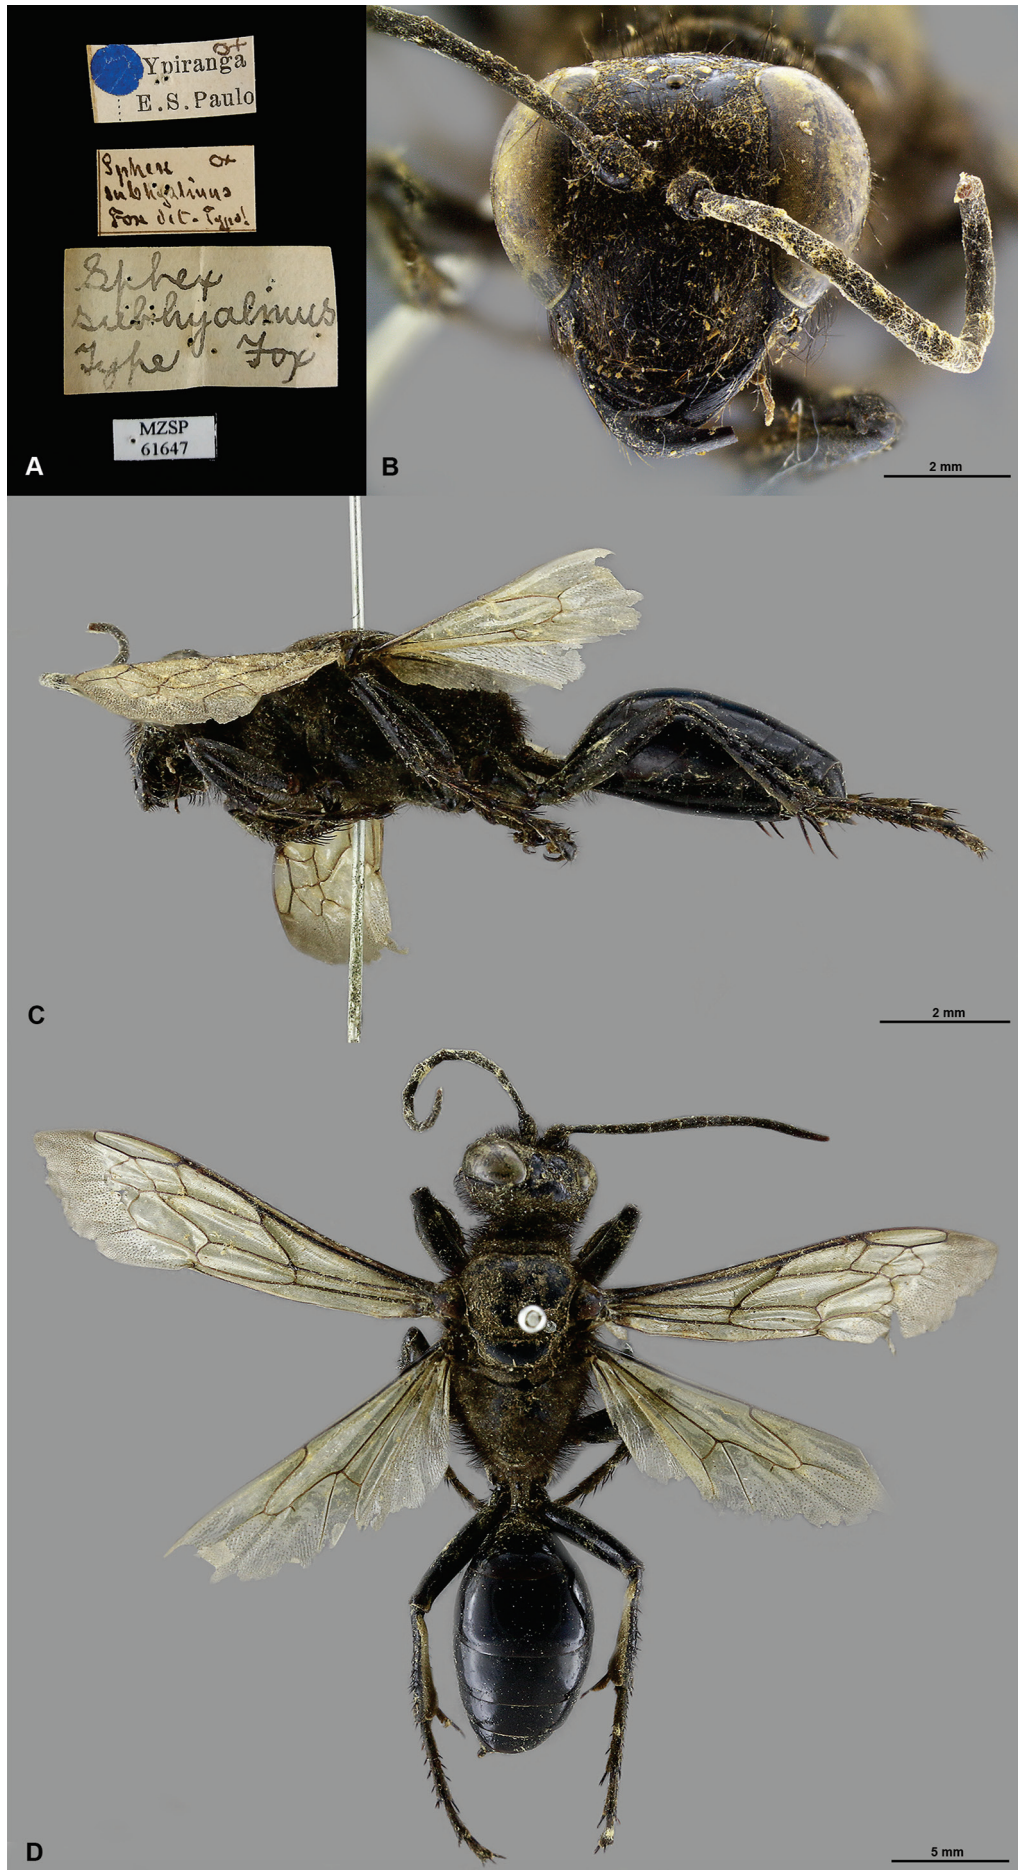 ♀
Ypiranga
E.S.Paulo
Sphex ♀
subhyalinus
Fox det. Type!
Sphex
subhyalinus
Type Fox
MZSP
61647
A
B
2 mm
C
2 mm
D
5 mm